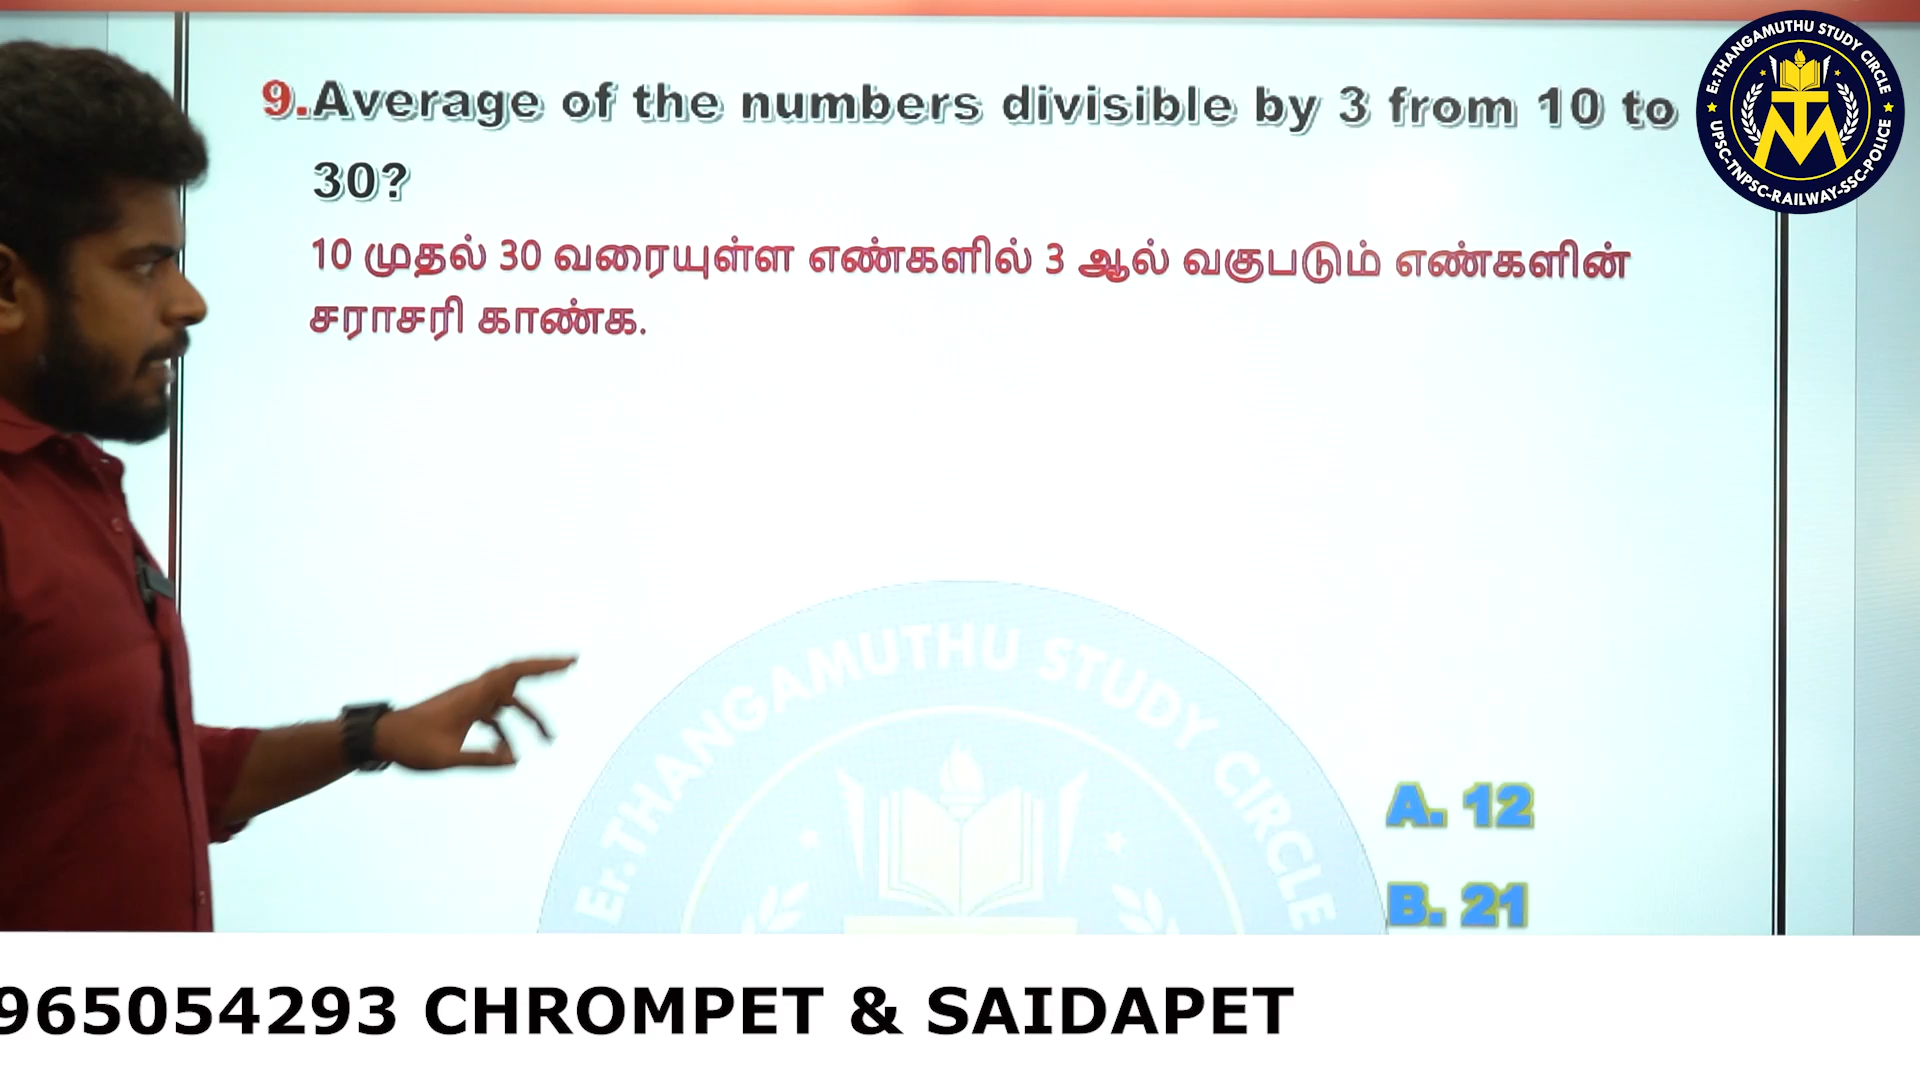 9.Average of the numbers divisible by 3 from 10 to
30?
10 முதல் 30 வரையுள்ள எண்களில் 3 ஆல் வகுபடும் எண்களின்
சராசரி காண்க.
Er.THANGAMUTHU STUDY CIRCLE
UPSC-TNPSC-RAILWAY-SSC-POLICE
Er.THANGAMUTHU STUDY CIRCLE
A. 12
B. 21
965054293 CHROMPET & SAIDAPET